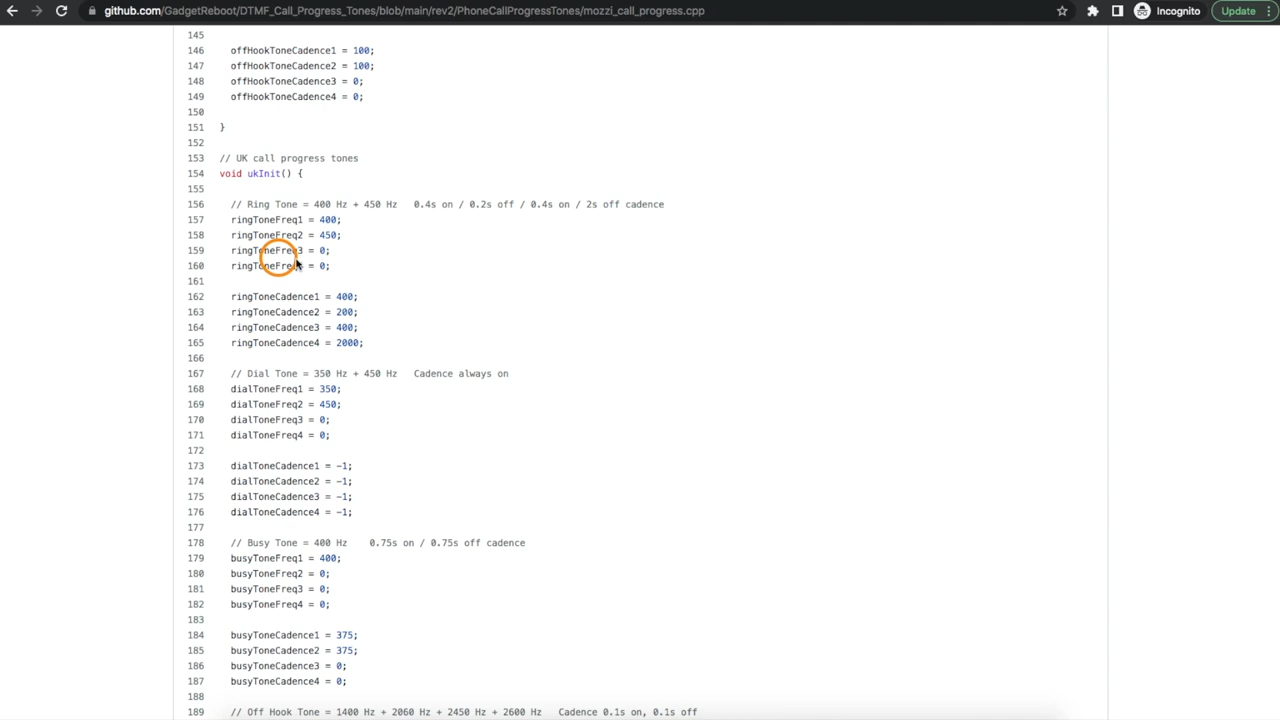 github.com/GadgetReboot/DTMF_Call_Progress_Tones/blob/main/rev2/PhoneCallProgressTones/mozzi_call_progress.cpp Incognito Update
145
146 offHookToneCadence1 = 100;
147 offHookToneCadence2 = 100;
148 offHookToneCadence3 = 0;
149 offHookToneCadence4 = 0;
150
151 }
152
153 // UK call progress tones
154 void ukInit() {
155
156 // Ring Tone = 400 Hz + 450 Hz 0.4s on / 0.2s off / 0.4s on / 2s off cadence
157 ringToneFreq1 = 400;
158 ringToneFreq2 = 450;
159 ringToneFreq3 = 0;
160 ringToneFreq = 0;
161
162 ringToneCadence1 = 400;
163 ringToneCadence2 = 200;
164 ringToneCadence3 = 400;
165 ringToneCadence4 = 2000;
166
167 // Dial Tone = 350 Hz + 450 Hz Cadence always on
168 dialToneFreq1 = 350;
169 dialToneFreq2 = 450;
170 dialToneFreq3 = 0;
171 dialToneFreq4 = 0;
172
173 dialToneCadence1 = -1;
174 dialToneCadence2 = -1;
175 dialToneCadence3 = -1;
176 dialToneCadence4 = -1;
177
178 // Busy Tone = 400 Hz 0.75s on / 0.75s off cadence
179 busyToneFreq1 = 400;
180 busyToneFreq2 = 0;
181 busyToneFreq3 = 0;
182 busyToneFreq4 = 0;
183
184 busyToneCadence1 = 375;
185 busyToneCadence2 = 375;
186 busyToneCadence3 = 0;
187 busyToneCadence4 = 0;
188
189 // Off Hook Tone = 1400 Hz + 2060 Hz + 2450 Hz + 2600 Hz Cadence 0.1s on, 0.1s off